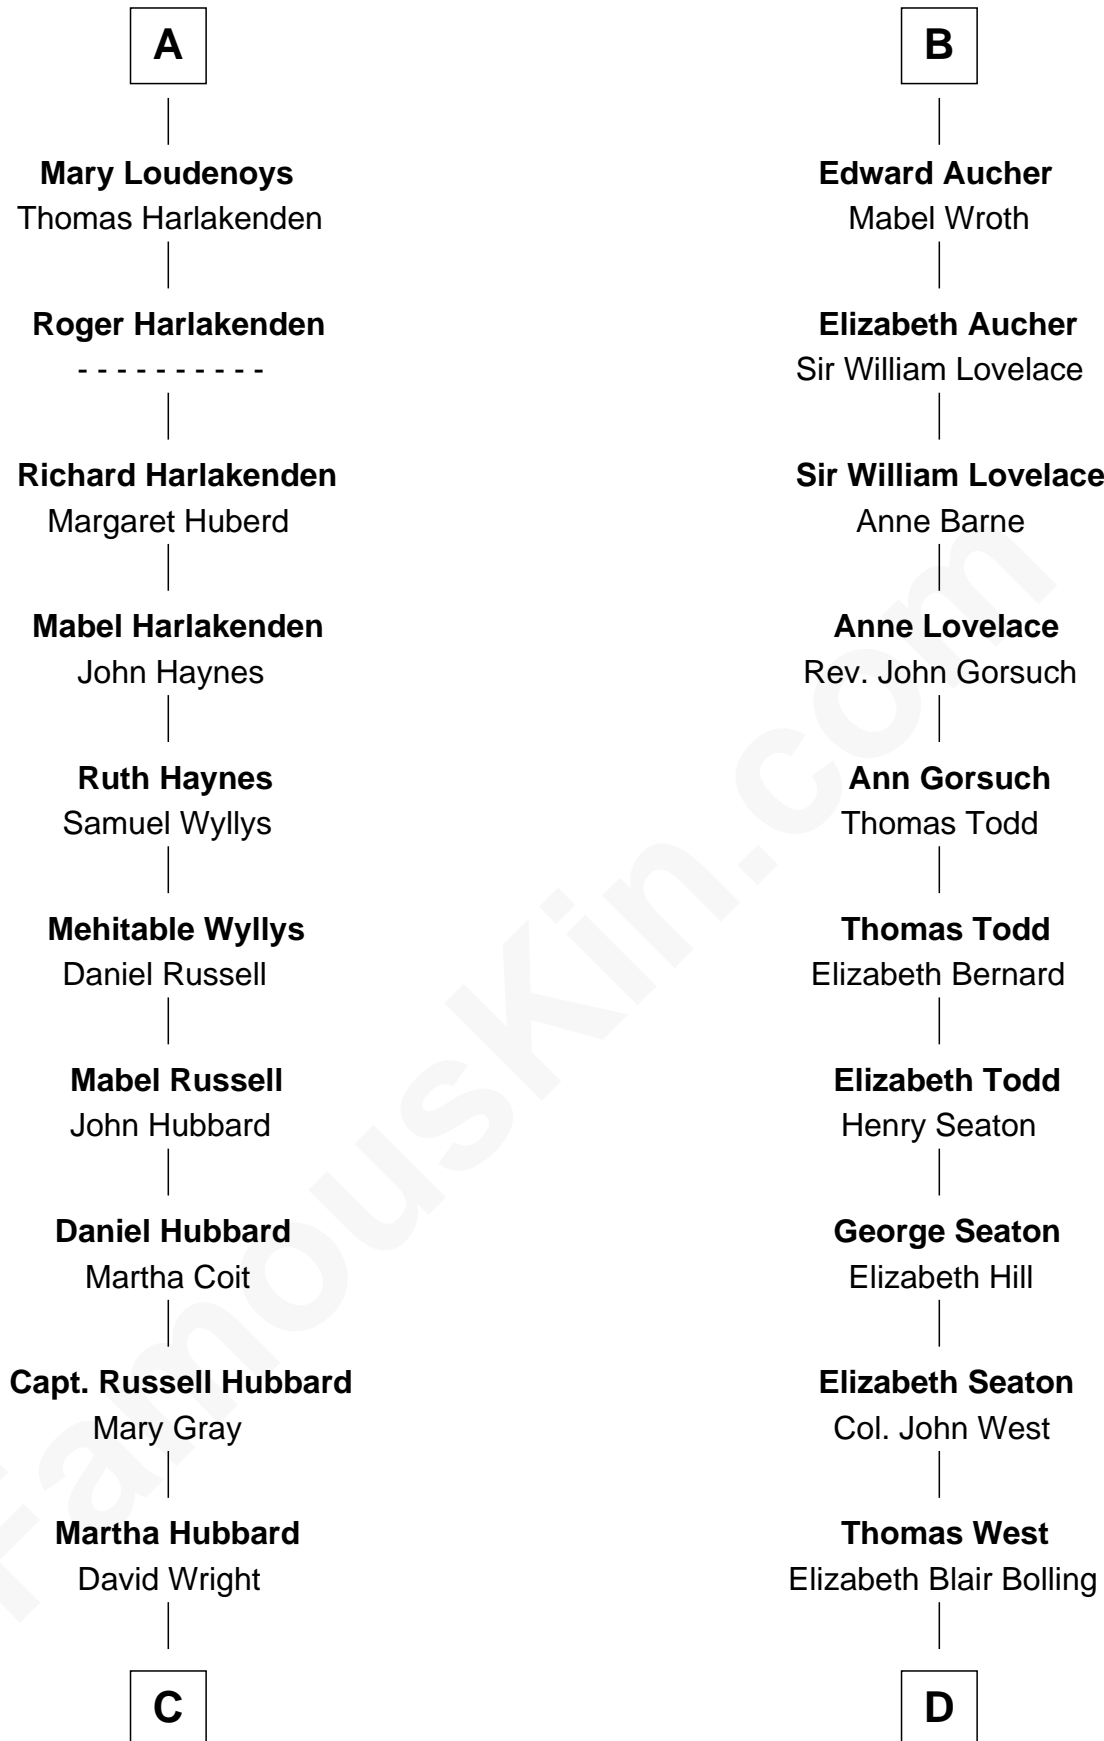 A
Mary Loudenoys
Thomas Harlakenden
Roger Harlakenden
- - - - - - - - - -
Richard Harlakenden
Margaret Huberd
Mabel Harlakenden
John Haynes
Ruth Haynes
Samuel Wyllys
Mehitable Wyllys
Daniel Russell
Mabel Russell
John Hubbard
Daniel Hubbard
Martha Coit
Capt. Russell Hubbard
Mary Gray
Martha Hubbard
David Wright
C
B
Edward Aucher
Mabel Wroth
Elizabeth Aucher
Sir William Lovelace
Sir William Lovelace
Anne Barne
Anne Lovelace
Rev. John Gorsuch
Ann Gorsuch
Thomas Todd
Thomas Todd
Elizabeth Bernard
Elizabeth Todd
Henry Seaton
George Seaton
Elizabeth Hill
Elizabeth Seaton
Col. John West
Thomas West
Elizabeth Blair Bolling
D
FamousKin.com